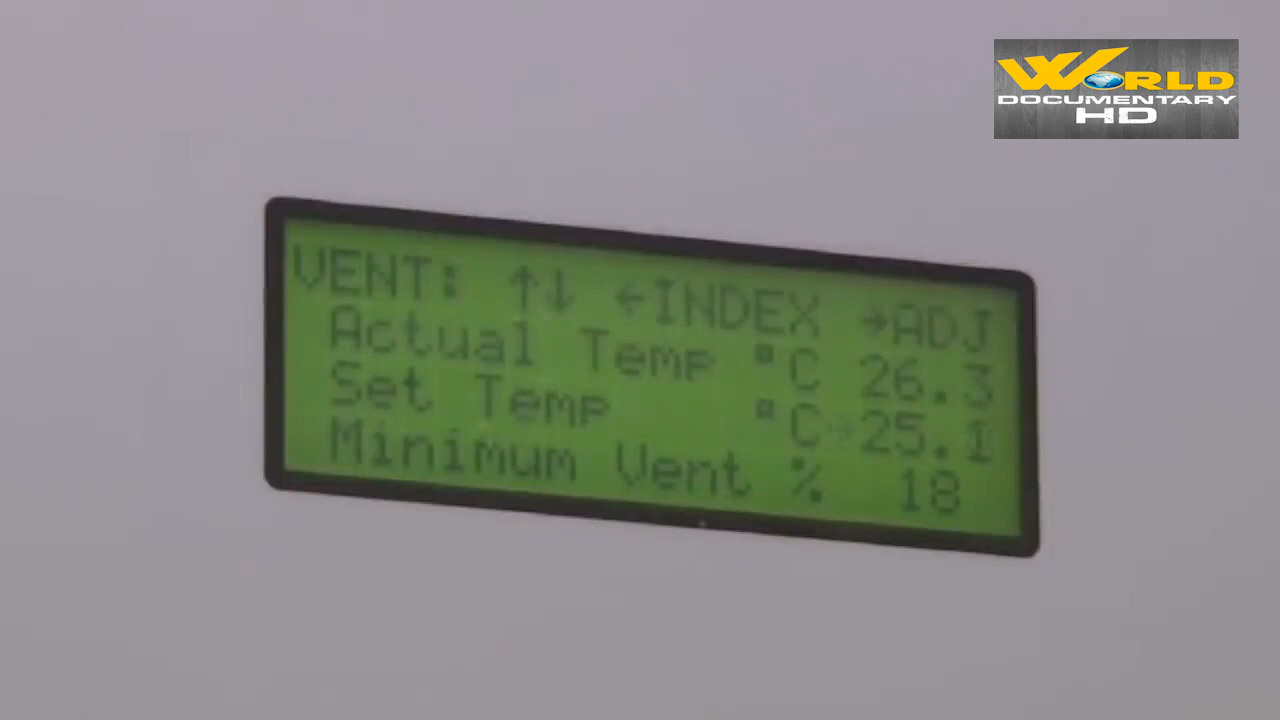 WORLD
DOCUMENTARY
HD
VENT: ↑↓ ←INDEX →ADJ
Actual Temp °C 26.3
Set Temp °C→25.1
Minimum Vent % 18